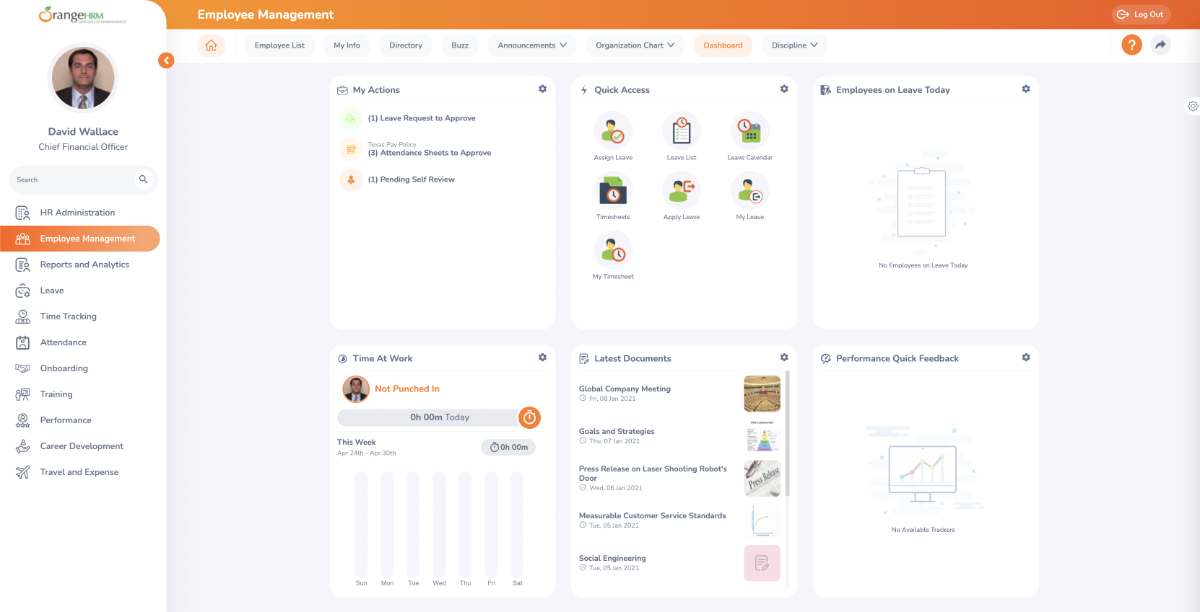 OrangeHRM
Employee Management
Log Out
Employee List
My Info
Directory
Buzz
Announcements
Organization Chart
Dashboard
Discipline
?
David Wallace
Chief Financial Officer
Search
HR Administration
Employee Management
Reports and Analytics
Leave
Time Tracking
Attendance
Onboarding
Training
Performance
Career Development
Travel and Expense
My Actions
(1) Leave Request to Approve
Texas Pay Policy
(3) Attendance Sheets to Approve
(1) Pending Self Review
Quick Access
Assign Leave
Leave List
Leave Calendar
Timesheets
Apply Leave
My Leave
My Timesheet
Employees on Leave Today
No Employees on Leave Today
Time At Work
Not Punched In
0h 00m Today
This Week
Apr 24th - Apr 30th
0h 00m
Sun Mon Tue Wed Thu Fri Sat
Latest Documents
Global Company Meeting
Fri, 08 Jan 2021
Goals and Strategies
Thu, 07 Jan 2021
Press Release on Laser Shooting Robot's
Door
Wed, 06 Jan 2021
Press Release
Measurable Customer Service Standards
Tue, 05 Jan 2021
Social Engineering
Tue, 05 Jan 2021
Performance Quick Feedback
No Available Trackers